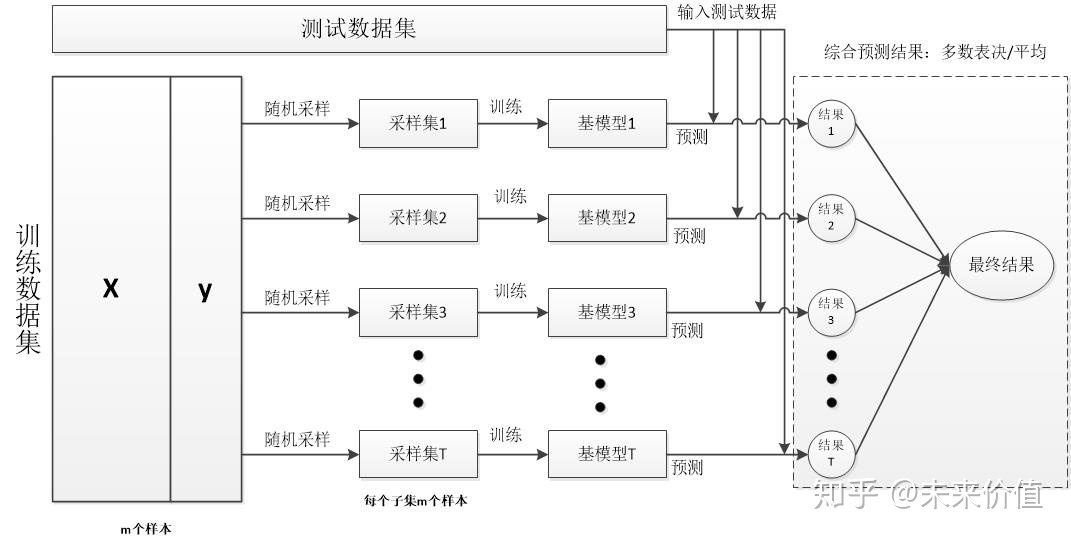 测试数据集
输入测试数据
综合预测结果：多数表决/平均
训练数据集
X
y
随机采样
采样集1
训练
基模型1
预测
结果
1
随机采样
采样集2
训练
基模型2
预测
结果
2
最终结果
随机采样
采样集3
训练
基模型3
预测
结果
3
随机采样
采样集T
训练
基模型T
预测
结果
T
每个子集m个样本
m个样本
知乎 @未来价值